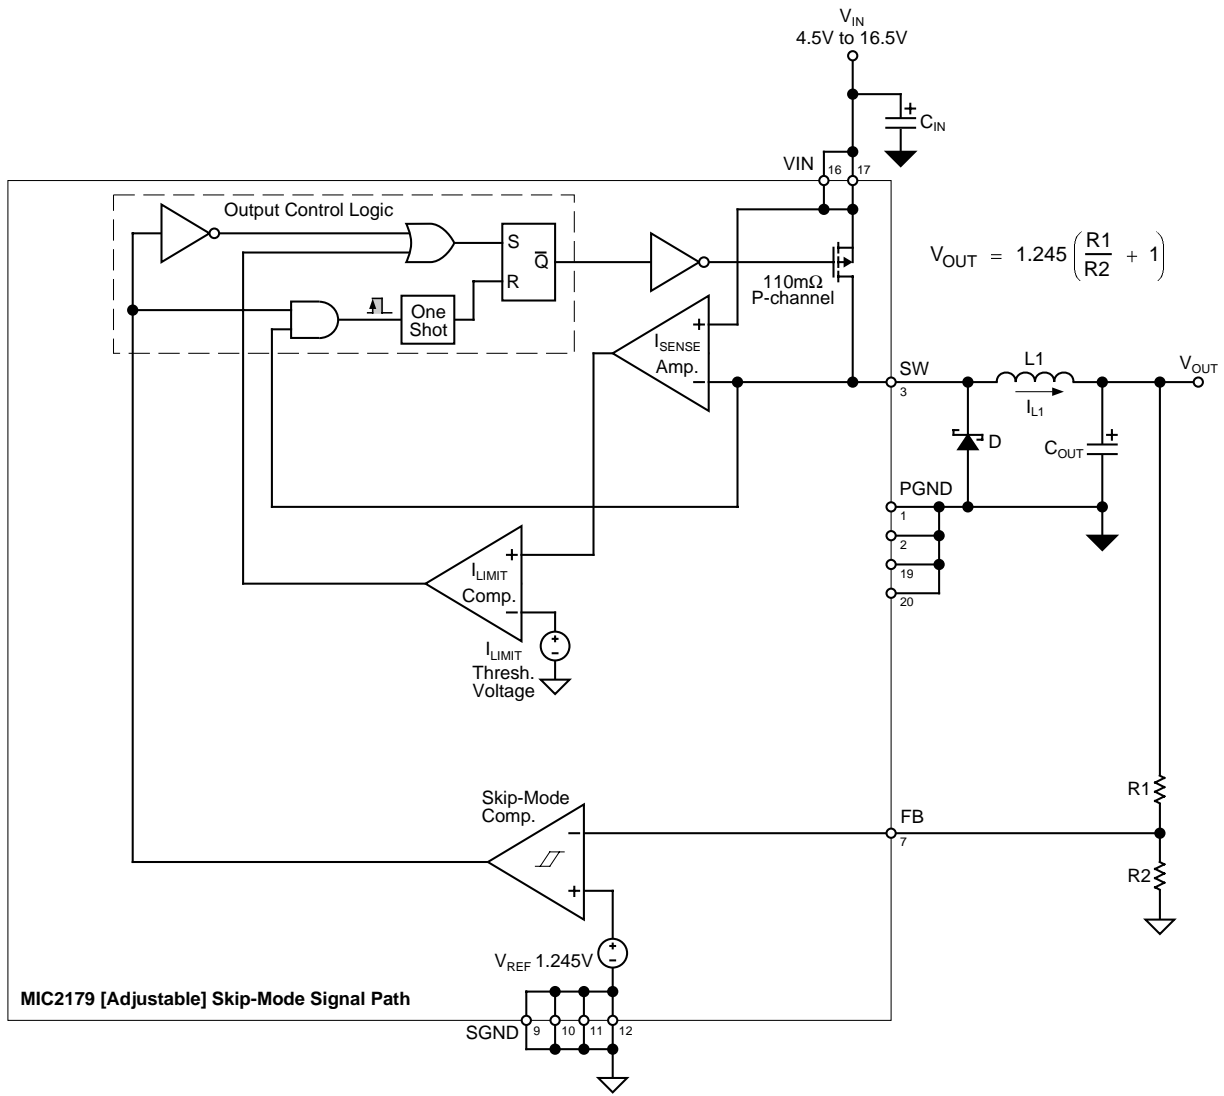 VIN
4.5V to 16.5V
+
CIN
VIN
16
17
Output Control Logic
S
Q̅
R
One
Shot
110mΩ
P-channel
VOUT = 1.245 (R1/R2 + 1)
+
ISENSE
Amp.
−
SW
3
L1
IL1
VOUT
D
COUT
+
PGND
1
2
19
20
+
ILIMIT
Comp.
−
ILIMIT
Thresh.
Voltage
+
−
Skip-Mode
Comp.
−
+
FB
7
R1
R2
VREF 1.245V
+
−
MIC2179 [Adjustable] Skip-Mode Signal Path
SGND
9
10
11
12